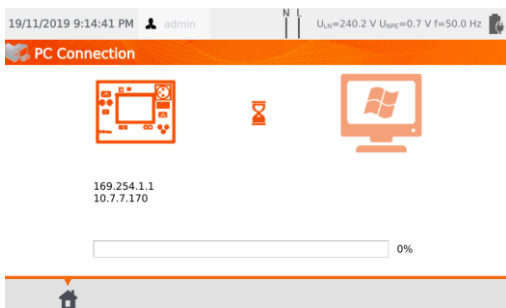 19/11/2019 9:14:41 PM admin N L ULN=240.2 V UNPE=0.7 V f=50.0 Hz
PC Connection
169.254.1.1
10.7.7.170
0%